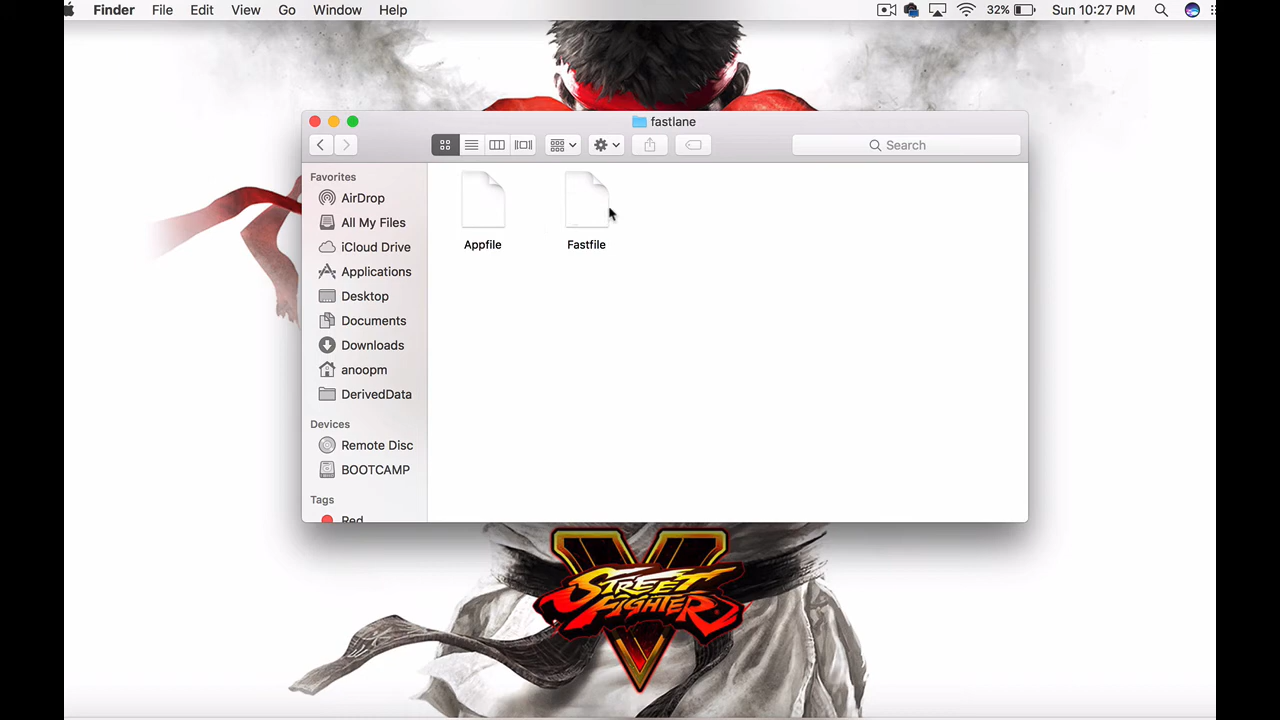 Finder File Edit View Go Window Help 32% Sun 10:27 PM
fastlane
Search
Favorites
AirDrop
All My Files
iCloud Drive
Applications
Desktop
Documents
Downloads
anoopm
DerivedData
Devices
Remote Disc
BOOTCAMP
Tags
Red
Appfile Fastfile
V
STREET
FIGHTER